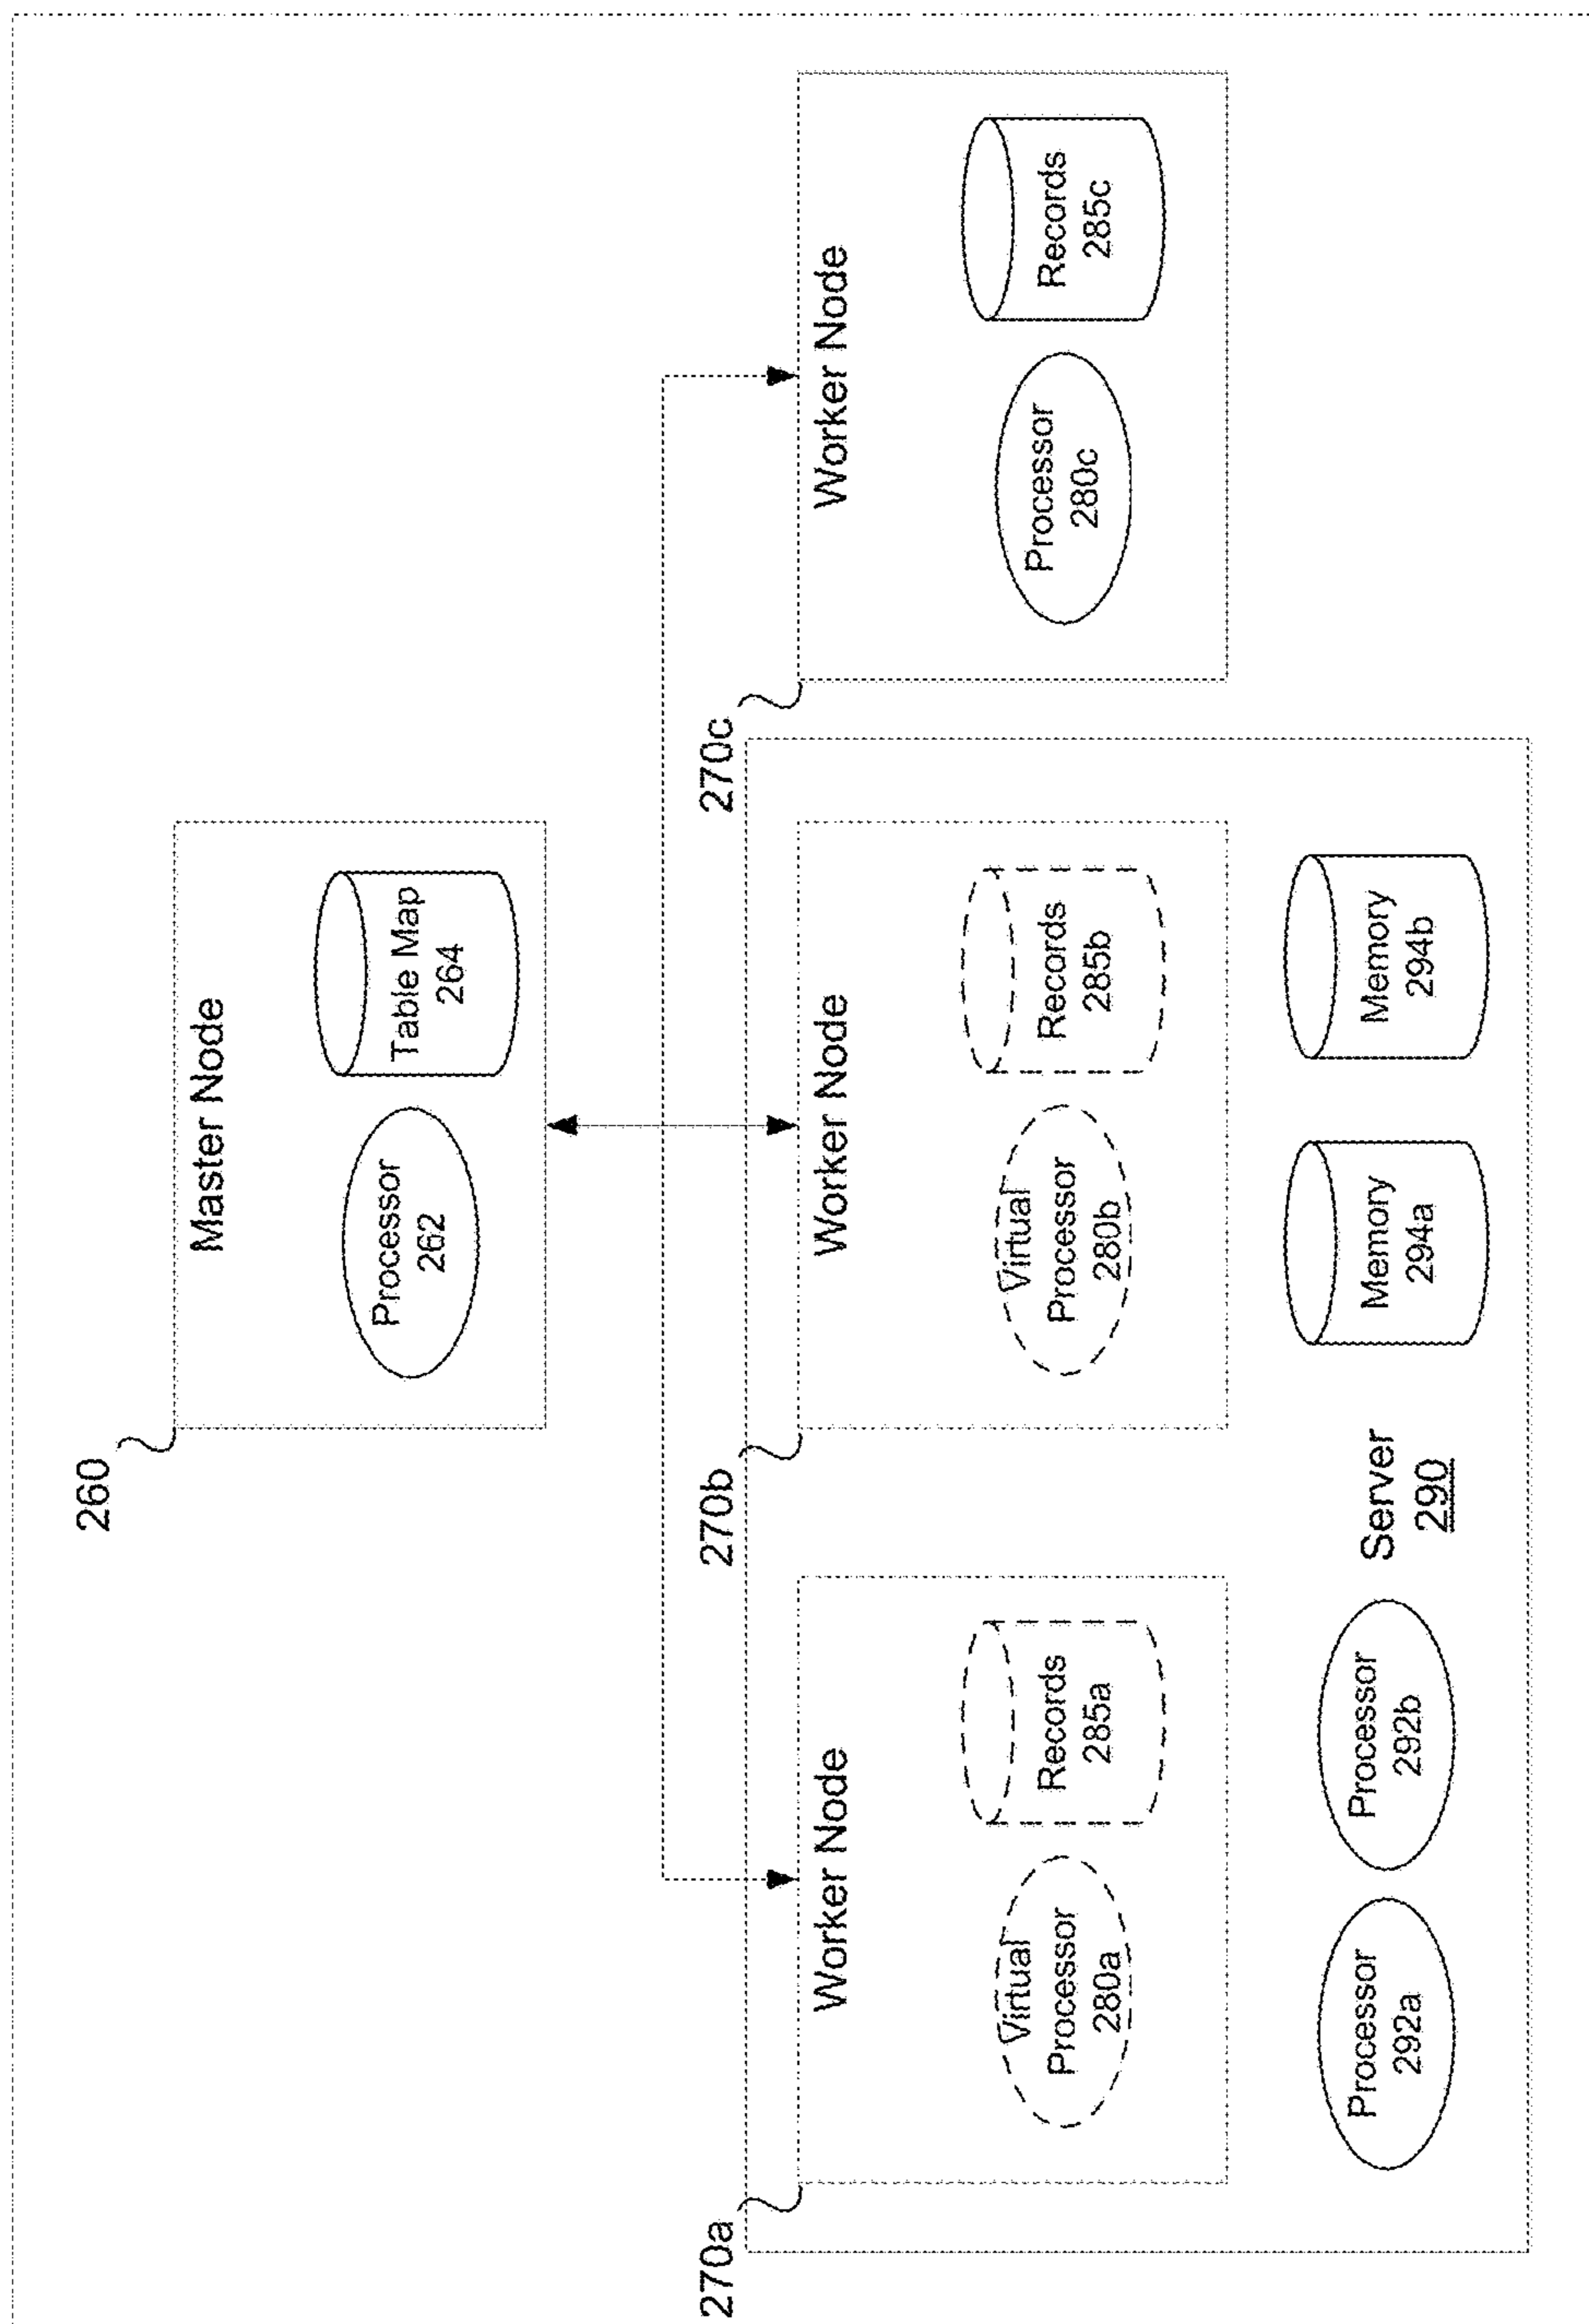 260
Master Node
Processor
262
Table Map
264
270a
Worker Node
Virtual
Processor
280a
Records
285a
270b
Worker Node
Virtual
Processor
280b
Records
285b
270c
Worker Node
Processor
280c
Records
285c
Processor
292a
Processor
292b
Server
290
Memory
294a
Memory
294b